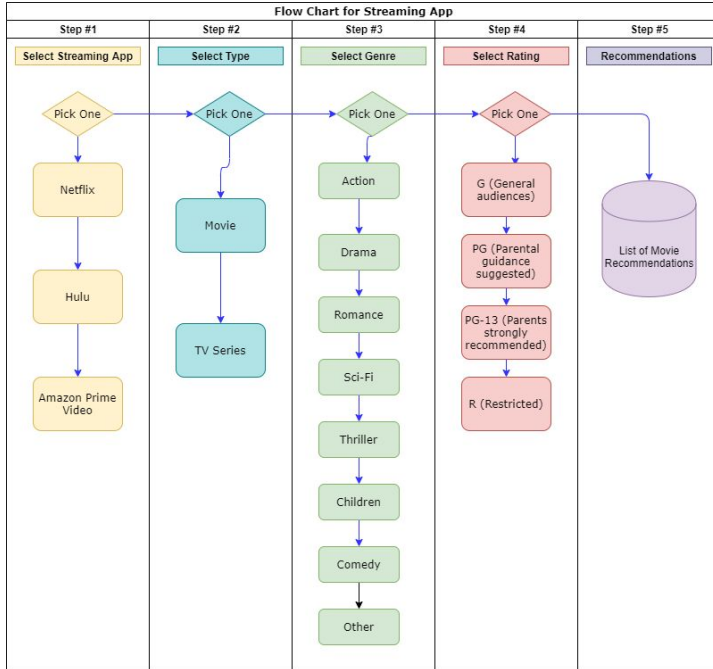 Flow Chart for Streaming App
Step #1
Step #2
Step #3
Step #4
Step #5
Select Streaming App
Select Type
Select Genre
Select Rating
Recommendations
Pick One
Pick One
Pick One
Pick One
Netflix
Hulu
Amazon Prime
Video
Movie
TV Series
Action
Drama
Romance
Sci-Fi
Thriller
Children
Comedy
Other
G (General
audiences)
PG (Parental
guidance
suggested)
PG-13 (Parents
strongly
recommended)
R (Restricted)
List of Movie
Recommendations